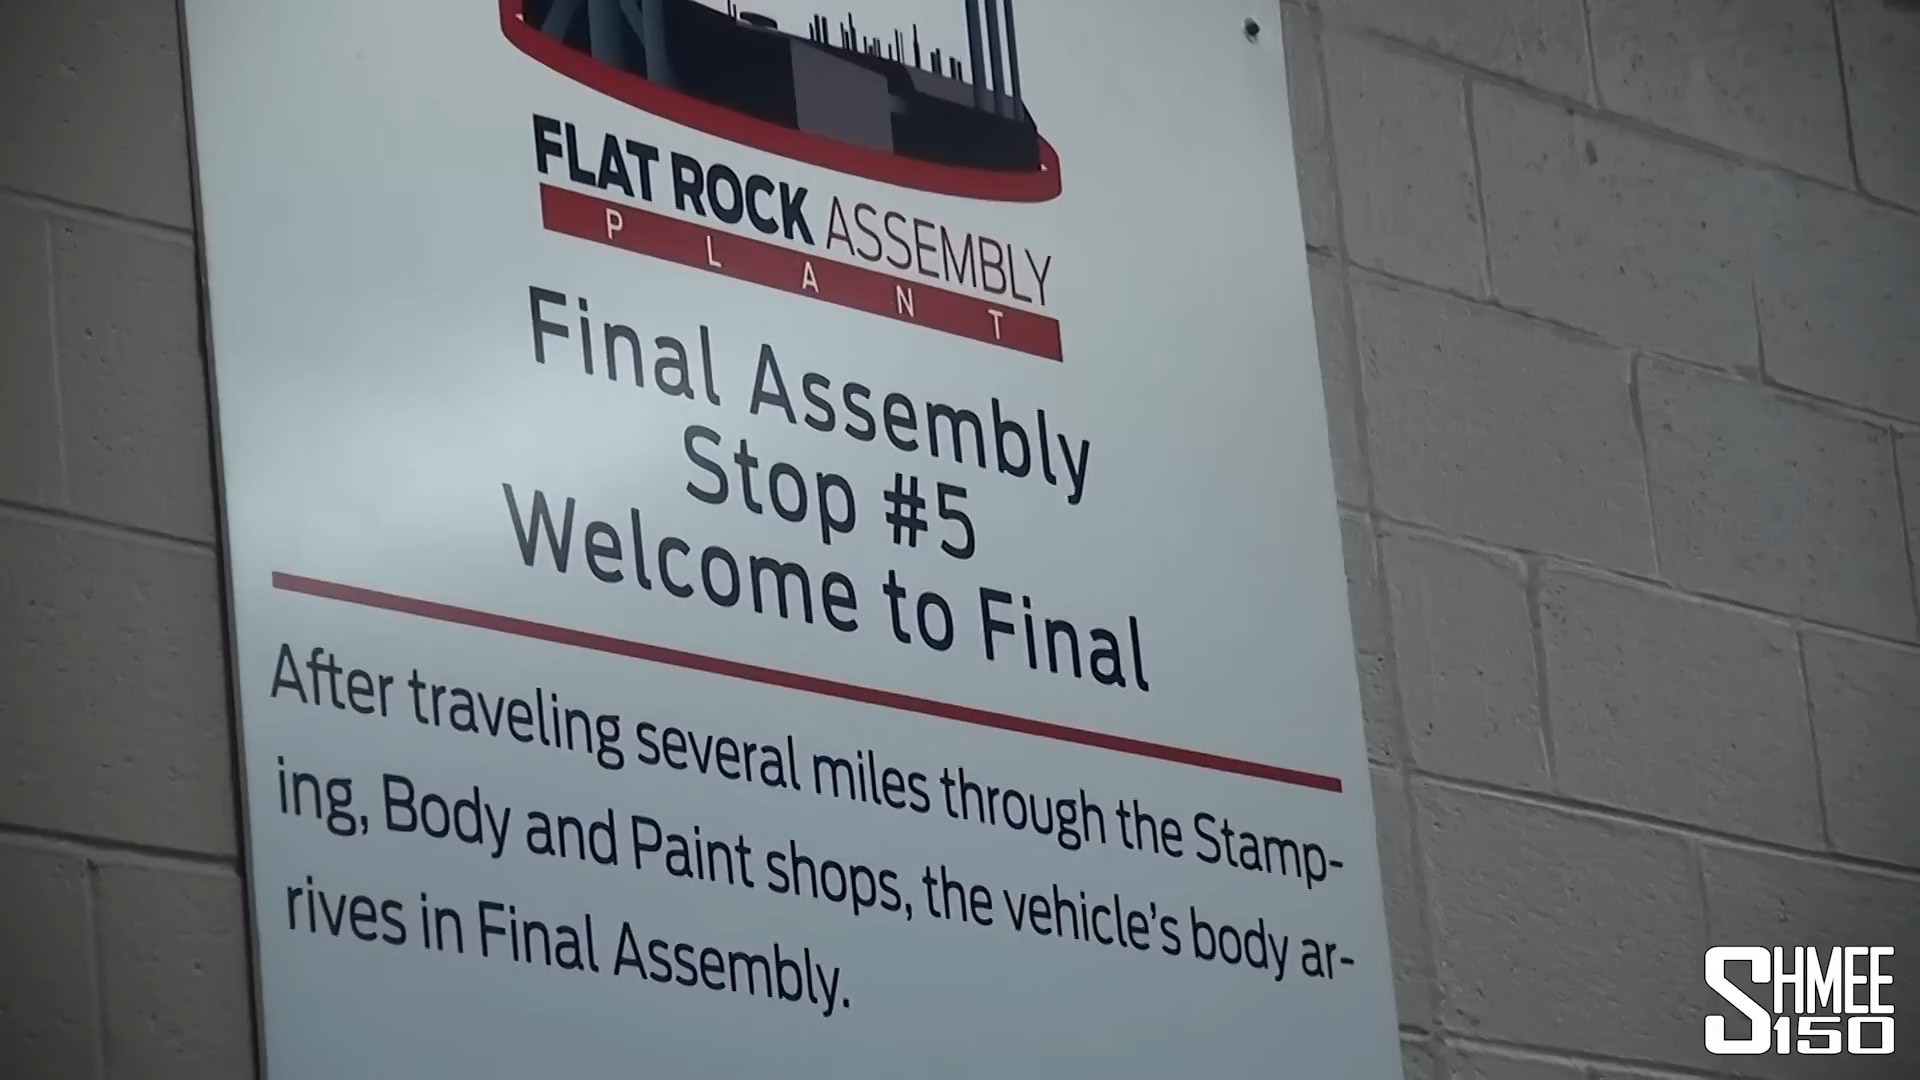 FLAT ROCK ASSEMBLY
PLANT
Final Assembly
Stop #5
Welcome to Final
After traveling several miles through the Stamp-
ing, Body and Paint shops, the vehicle's body ar-
rives in Final Assembly.
SHMEE
150